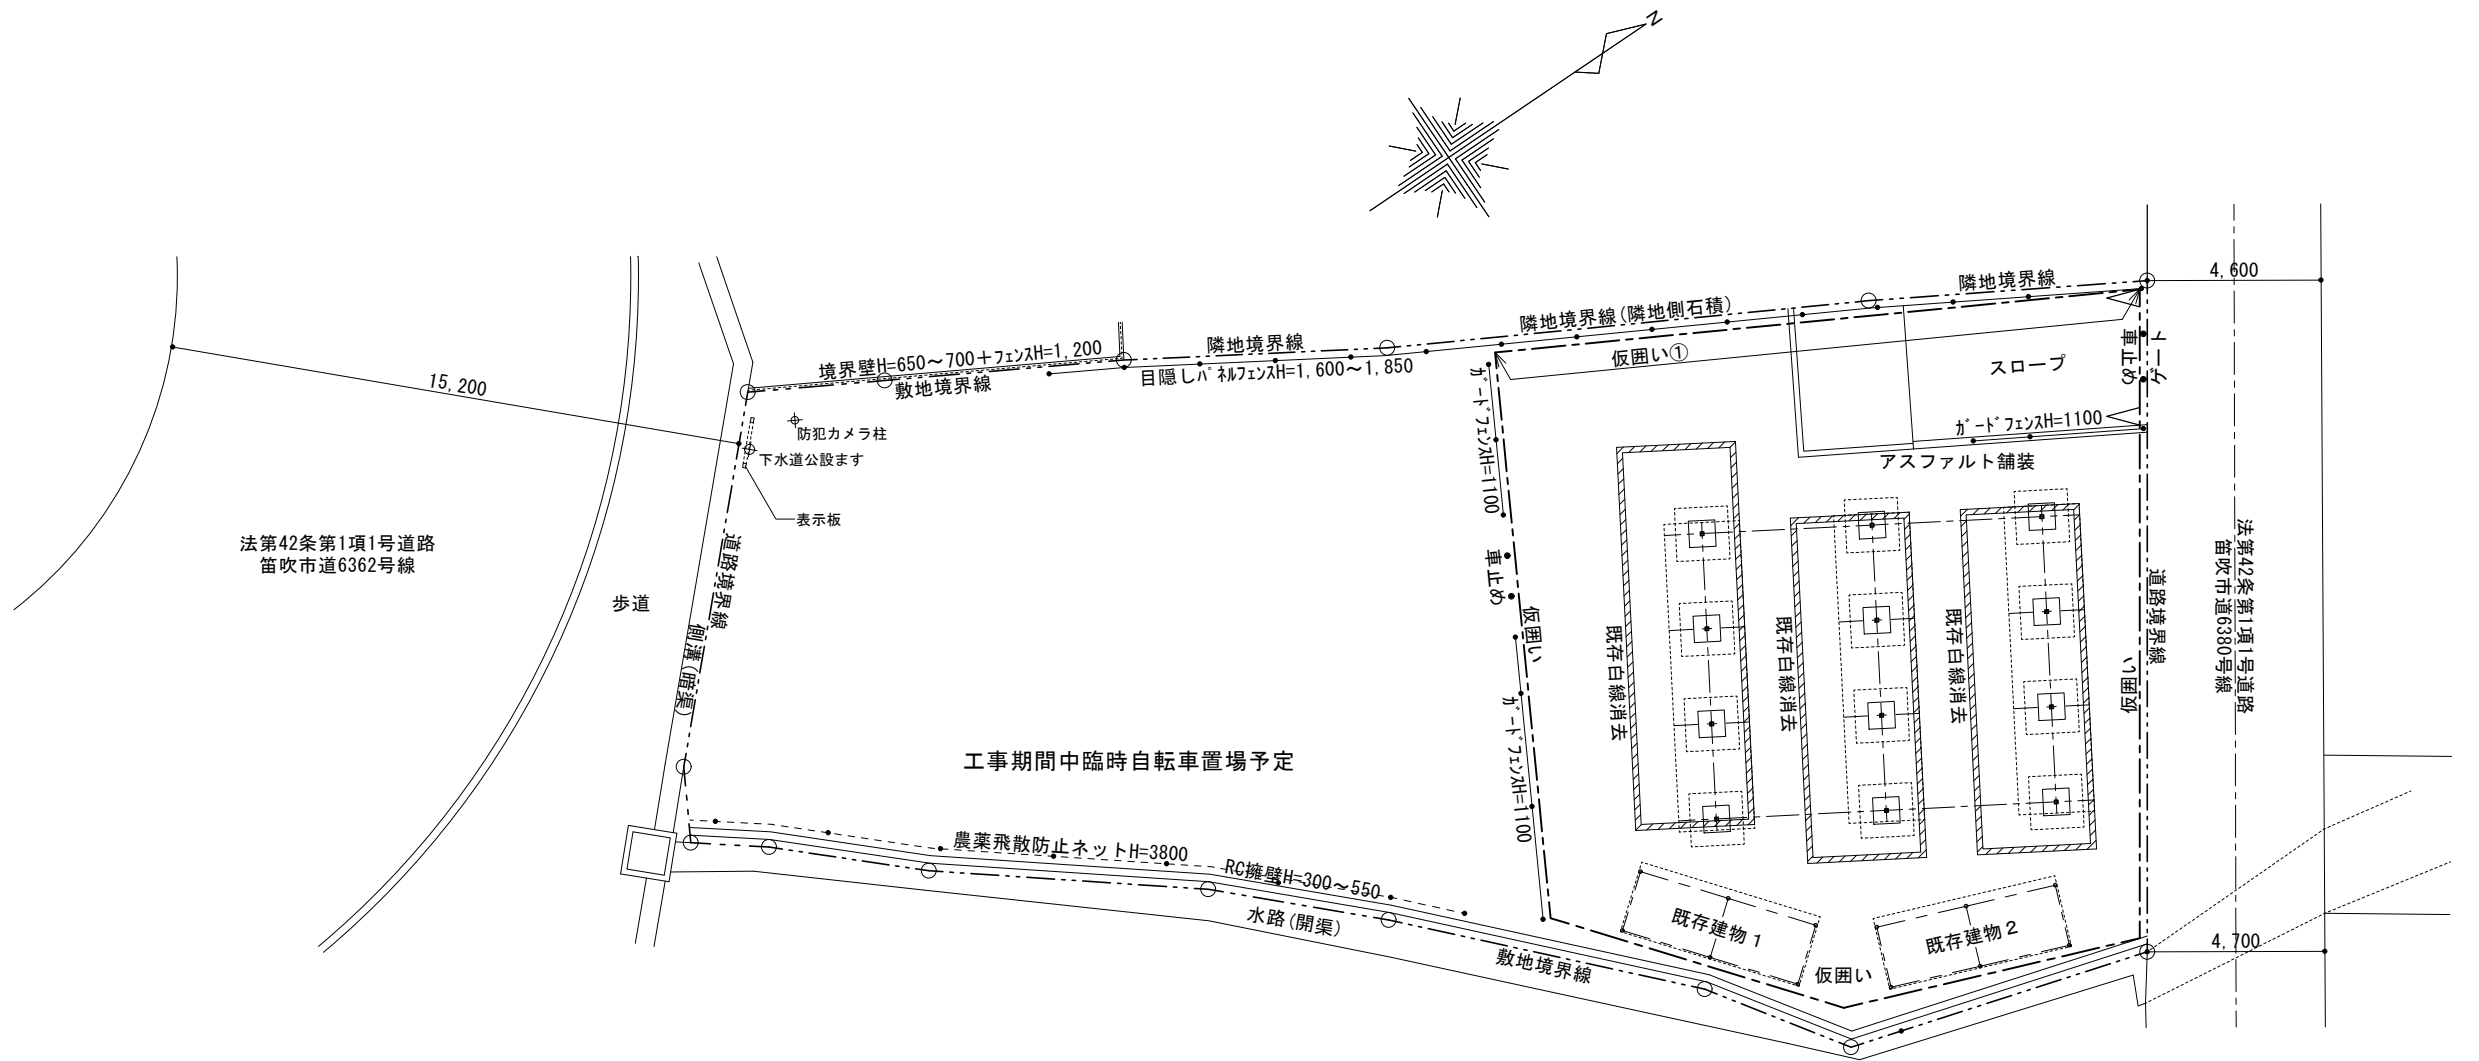 N
4,600
隣地境界線
隣地境界線(隣地側石積)
隣地境界線
境界壁H=650～700＋フェンスH=1,200
敷地境界線
目隠しパネルフェンスH=1,600～1,850
仮囲い①
スロープ
車止め
ゲート
15,200
防犯カメラ柱
下水道公設ます
表示板
ガードフェンスH=1100
ガードフェンスH=1100
アスファルト舗装
法第42条第1項1号道路
笛吹市道6362号線
歩道
道路境界線
側溝(暗渠)
車止め
仮囲い
ガードフェンスH=1100
既存白線消去
既存白線消去
既存白線消去
仮囲い
道路境界線
法第42条第1項1号道路
笛吹市道6380号線
工事期間中臨時自転車置場予定
農薬飛散防止ネットH=3800
RC擁壁H=300～550
水路(開渠)
敷地境界線
既存建物１
既存建物２
仮囲い
4,700